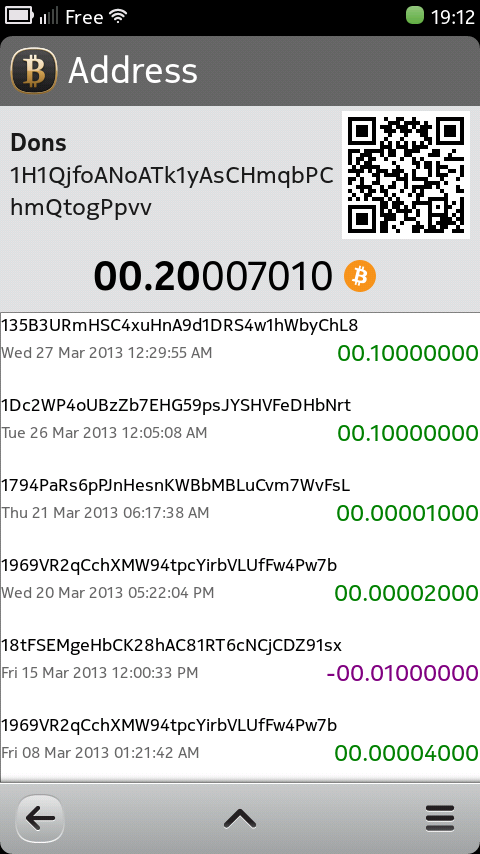 Free 19:12
Address
Dons
1H1QjfoANoATk1yAsCHmqbPC
hmQtogPpvv
00.20007010
135B3URmHSC4xuHnA9d1DRS4w1hWbyChL8
Wed 27 Mar 2013 12:29:55 AM 00.10000000
1Dc2WP4oUBzZb7EHG59psJYSHVFeDHbNrt
Tue 26 Mar 2013 12:05:08 AM 00.10000000
1794PaRs6pPJnHesnKWBbMBLuCvm7WvFsL
Thu 21 Mar 2013 06:17:38 AM 00.00001000
1969VR2qCchXMW94tpcYirbVLUfFw4Pw7b
Wed 20 Mar 2013 05:22:04 PM 00.00002000
18tFSEMgeHbCK28hAC81RT6cNCjCDZ91sx
Fri 15 Mar 2013 12:00:33 PM -00.01000000
1969VR2qCchXMW94tpcYirbVLUfFw4Pw7b
Fri 08 Mar 2013 01:21:42 AM 00.00004000